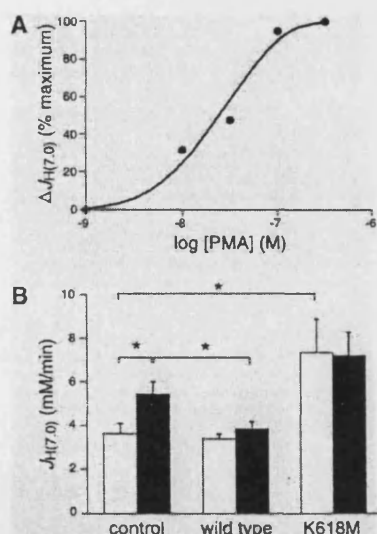 A
ΔJH(7.0) (% maximum)
100
80
60
40
20
0
-9 -8 -7 -6
log [PMA] (M)
B
JH(7.0) (mM/min)
10
8
6
4
2
0
* * *
control wild type K618M